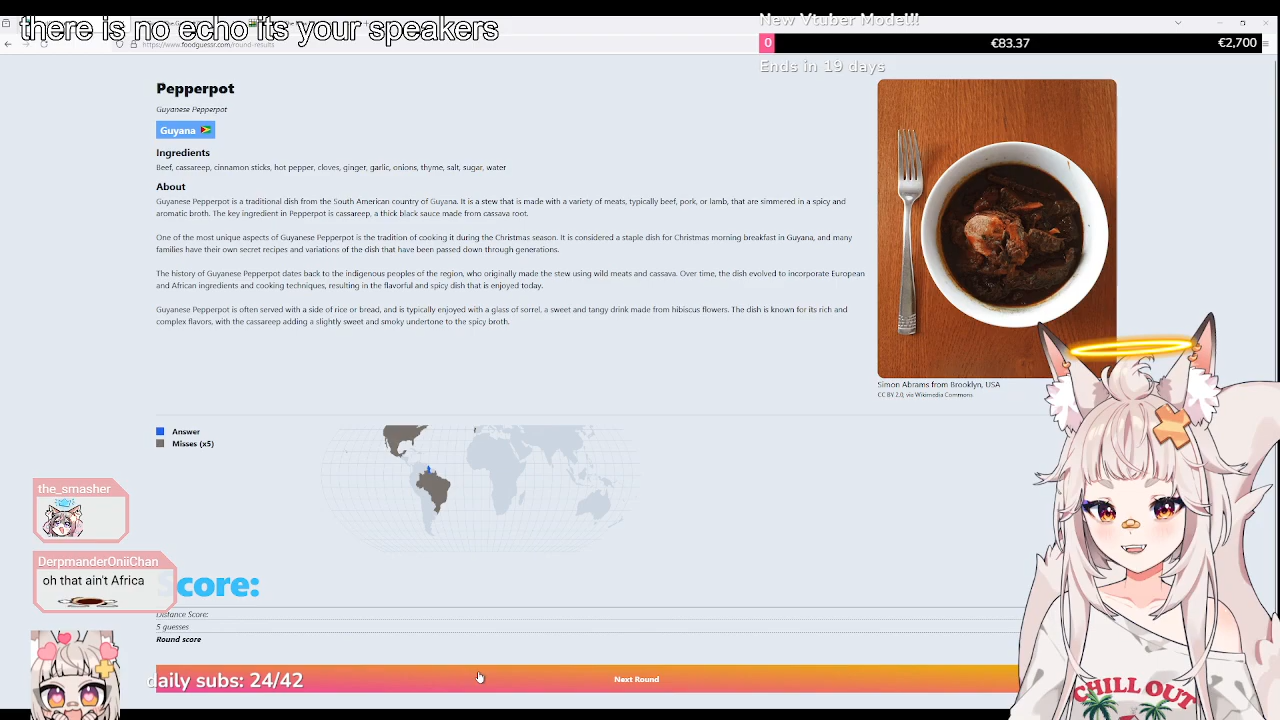 there is no echo its your speakers
New Vtuber Model!!
0 €83.37 €2,700
Ends in 19 days
https://www.foodguessr.com/round-results
Pepperpot
Guyanese Pepperpot
Guyana
Ingredients
Beef, cassareep, cinnamon sticks, hot pepper, cloves, ginger, garlic, onions, thyme, salt, sugar, water
About
Guyanese Pepperpot is a traditional dish from the South American country of Guyana. It is a stew that is made with a variety of meats, typically beef, pork, or lamb, that are simmered in a spicy and
aromatic broth. The key ingredient in Pepperpot is cassareep, a thick black sauce made from cassava root.
One of the most unique aspects of Guyanese Pepperpot is the tradition of cooking it during the Christmas season. It is considered a staple dish for Christmas morning breakfast in Guyana, and many
families have their own secret recipes and variations of the dish that have been passed down through generations.
The history of Guyanese Pepperpot dates back to the indigenous peoples of the region, who originally made the stew using wild meats and cassava. Over time, the dish evolved to incorporate European
and African ingredients and cooking techniques, resulting in the flavorful and spicy dish that is enjoyed today.
Guyanese Pepperpot is often served with a side of rice or bread, and is typically enjoyed with a glass of sorrel, a sweet and tangy drink made from hibiscus flowers. The dish is known for its rich and
complex flavors, with the cassareep adding a slightly sweet and smoky undertone to the spicy broth.
Simon Abrams from Brooklyn, USA
CC BY 2.0, via Wikimedia Commons
Answer
Misses (x5)
the_smasher
DerpmanderOniiChan
oh that ain't Africa
Score:
Distance Score:
5 guesses
Round score
daily subs: 24/42
Next Round
CHILL OUT